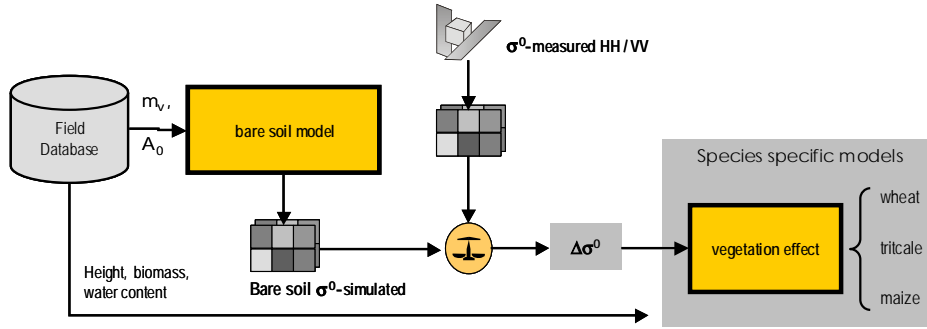 σ⁰-measured HH / VV
Field
Database
mᵥ,
A₀
bare soil model
Species specific models
wheat
vegetation effect
tritcale
maize
Δσ⁰
Height, biomass,
water content
Bare soil σ⁰-simulated